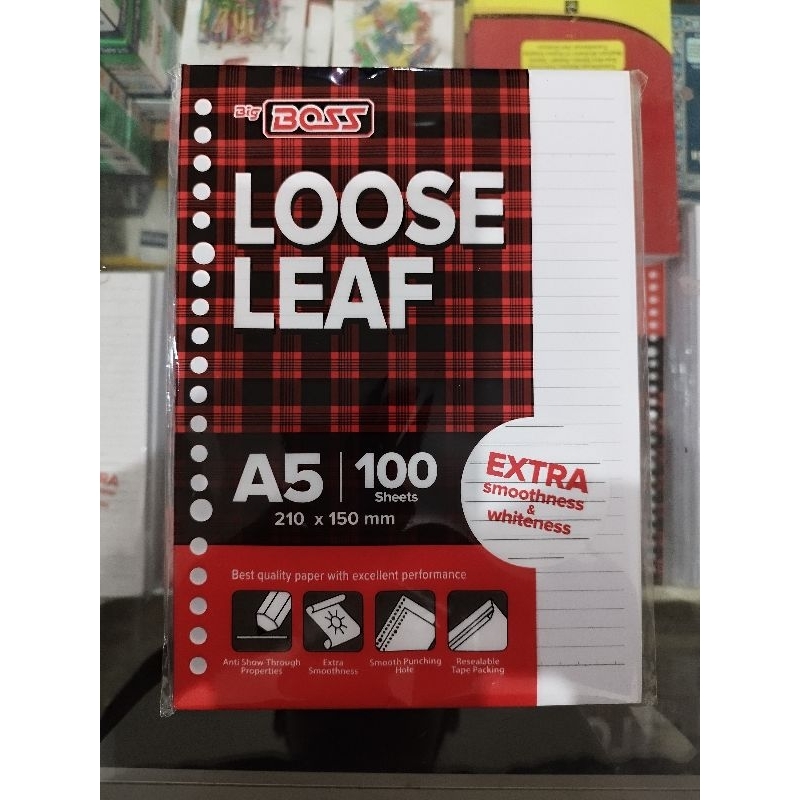 Big BOSS
LOOSE
LEAF
A5 | 100
Sheets
210 x 150 mm
EXTRA
smoothness
&
whiteness
Best quality paper with excellent performance
Anti Show Through
Properties
Extra
Smoothness
Smooth Punching
Hole
Resealable
Tape Packing
EXTRA